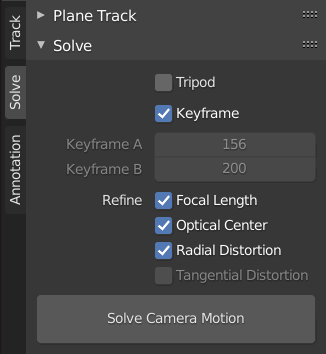 Track
Solve
Annotation
Plane Track
Solve
Tripod
Keyframe
Keyframe A 156
Keyframe B 200
Refine Focal Length
Optical Center
Radial Distortion
Tangential Distortion
Solve Camera Motion